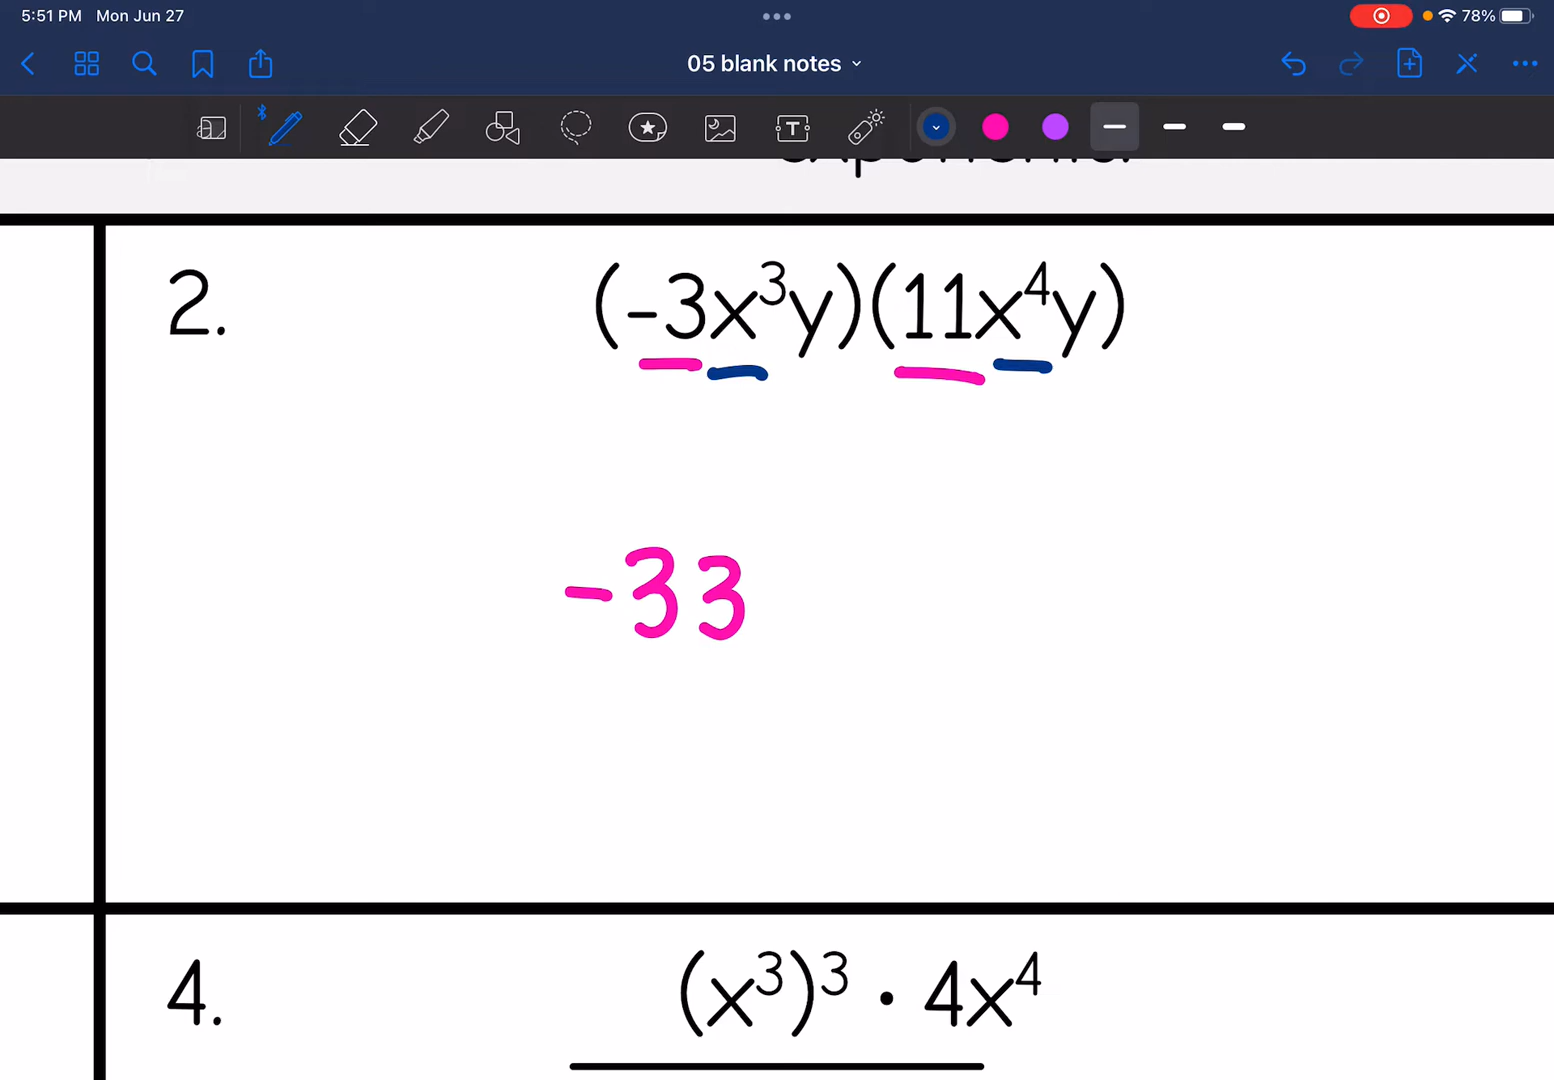 5:51 PM Mon Jun 27
78%
05 blank notes
T
2. (-3x³y)(11x⁴y)
-33
4. (x³)³ · 4x⁴